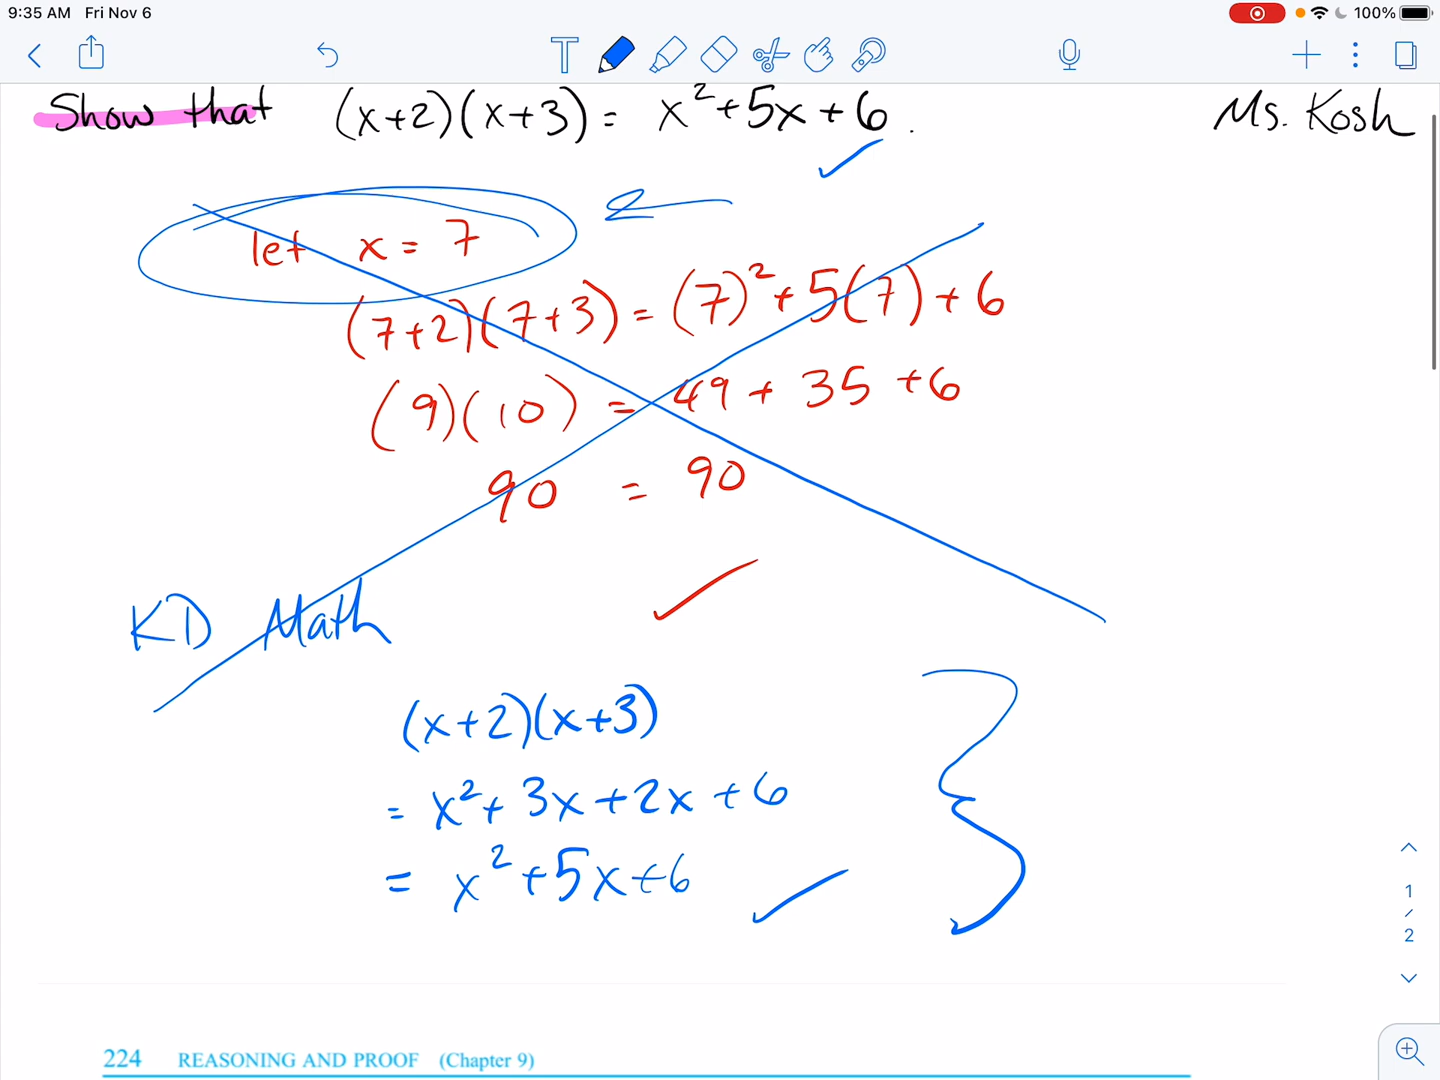 9:35 AM Fri Nov 6
100%
Show that (x+2)(x+3) = x²+5x+6.
Ms. Kosh
let x = 7
(7+2)(7+3) = (7)²+5(7)+6
(9)(10) = 49 + 35 +6
90 = 90
KD Math
(x+2)(x+3)
= x²+3x+2x+6
= x²+5x+6
1
/
2
224 REASONING AND PROOF (Chapter 9)